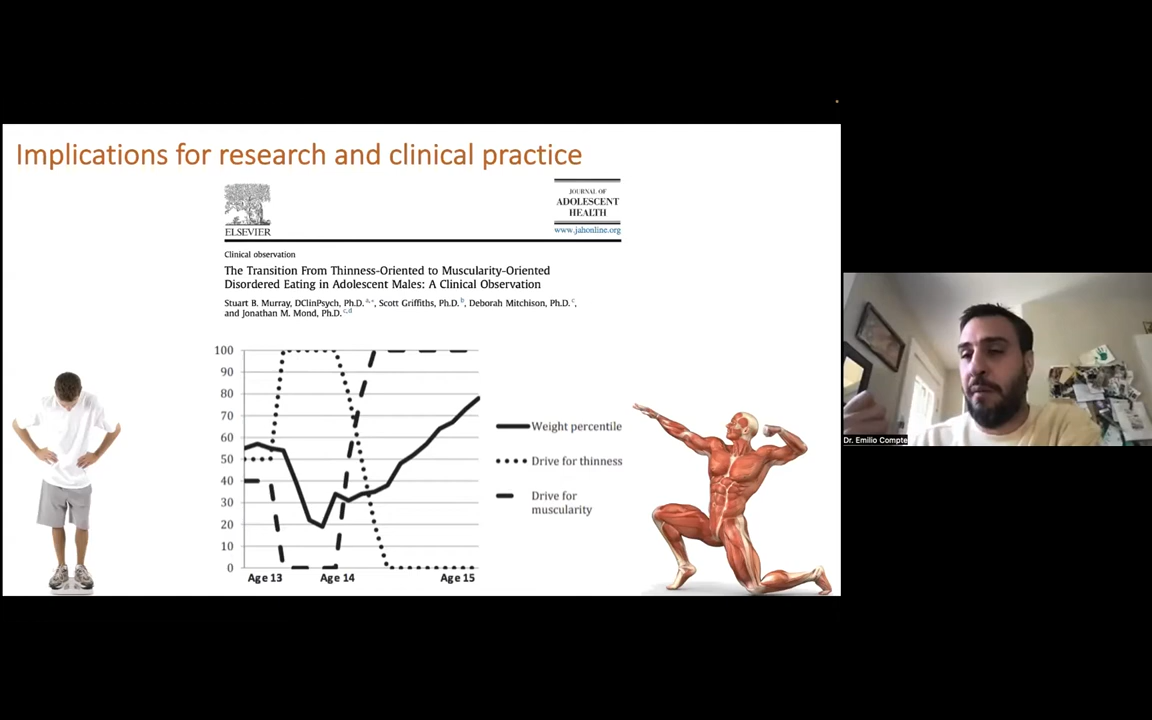 Implications for research and clinical practice
ELSEVIER
JOURNAL OF
ADOLESCENT
HEALTH
www.jahonline.org
Clinical observation
The Transition From Thinness-Oriented to Muscularity-Oriented
Disordered Eating in Adolescent Males: A Clinical Observation
Stuart B. Murray, DClinPsych, Ph.D. a,*, Scott Griffiths, Ph.D. b, Deborah Mitchison, Ph.D. c,
and Jonathan M. Mond, Ph.D. c,d
100
90
80
70
60
50
40
30
20
10
0
Age 13
Age 14
Age 15
Weight percentile
Drive for thinness
Drive for
muscularity
Dr. Emilio Compte